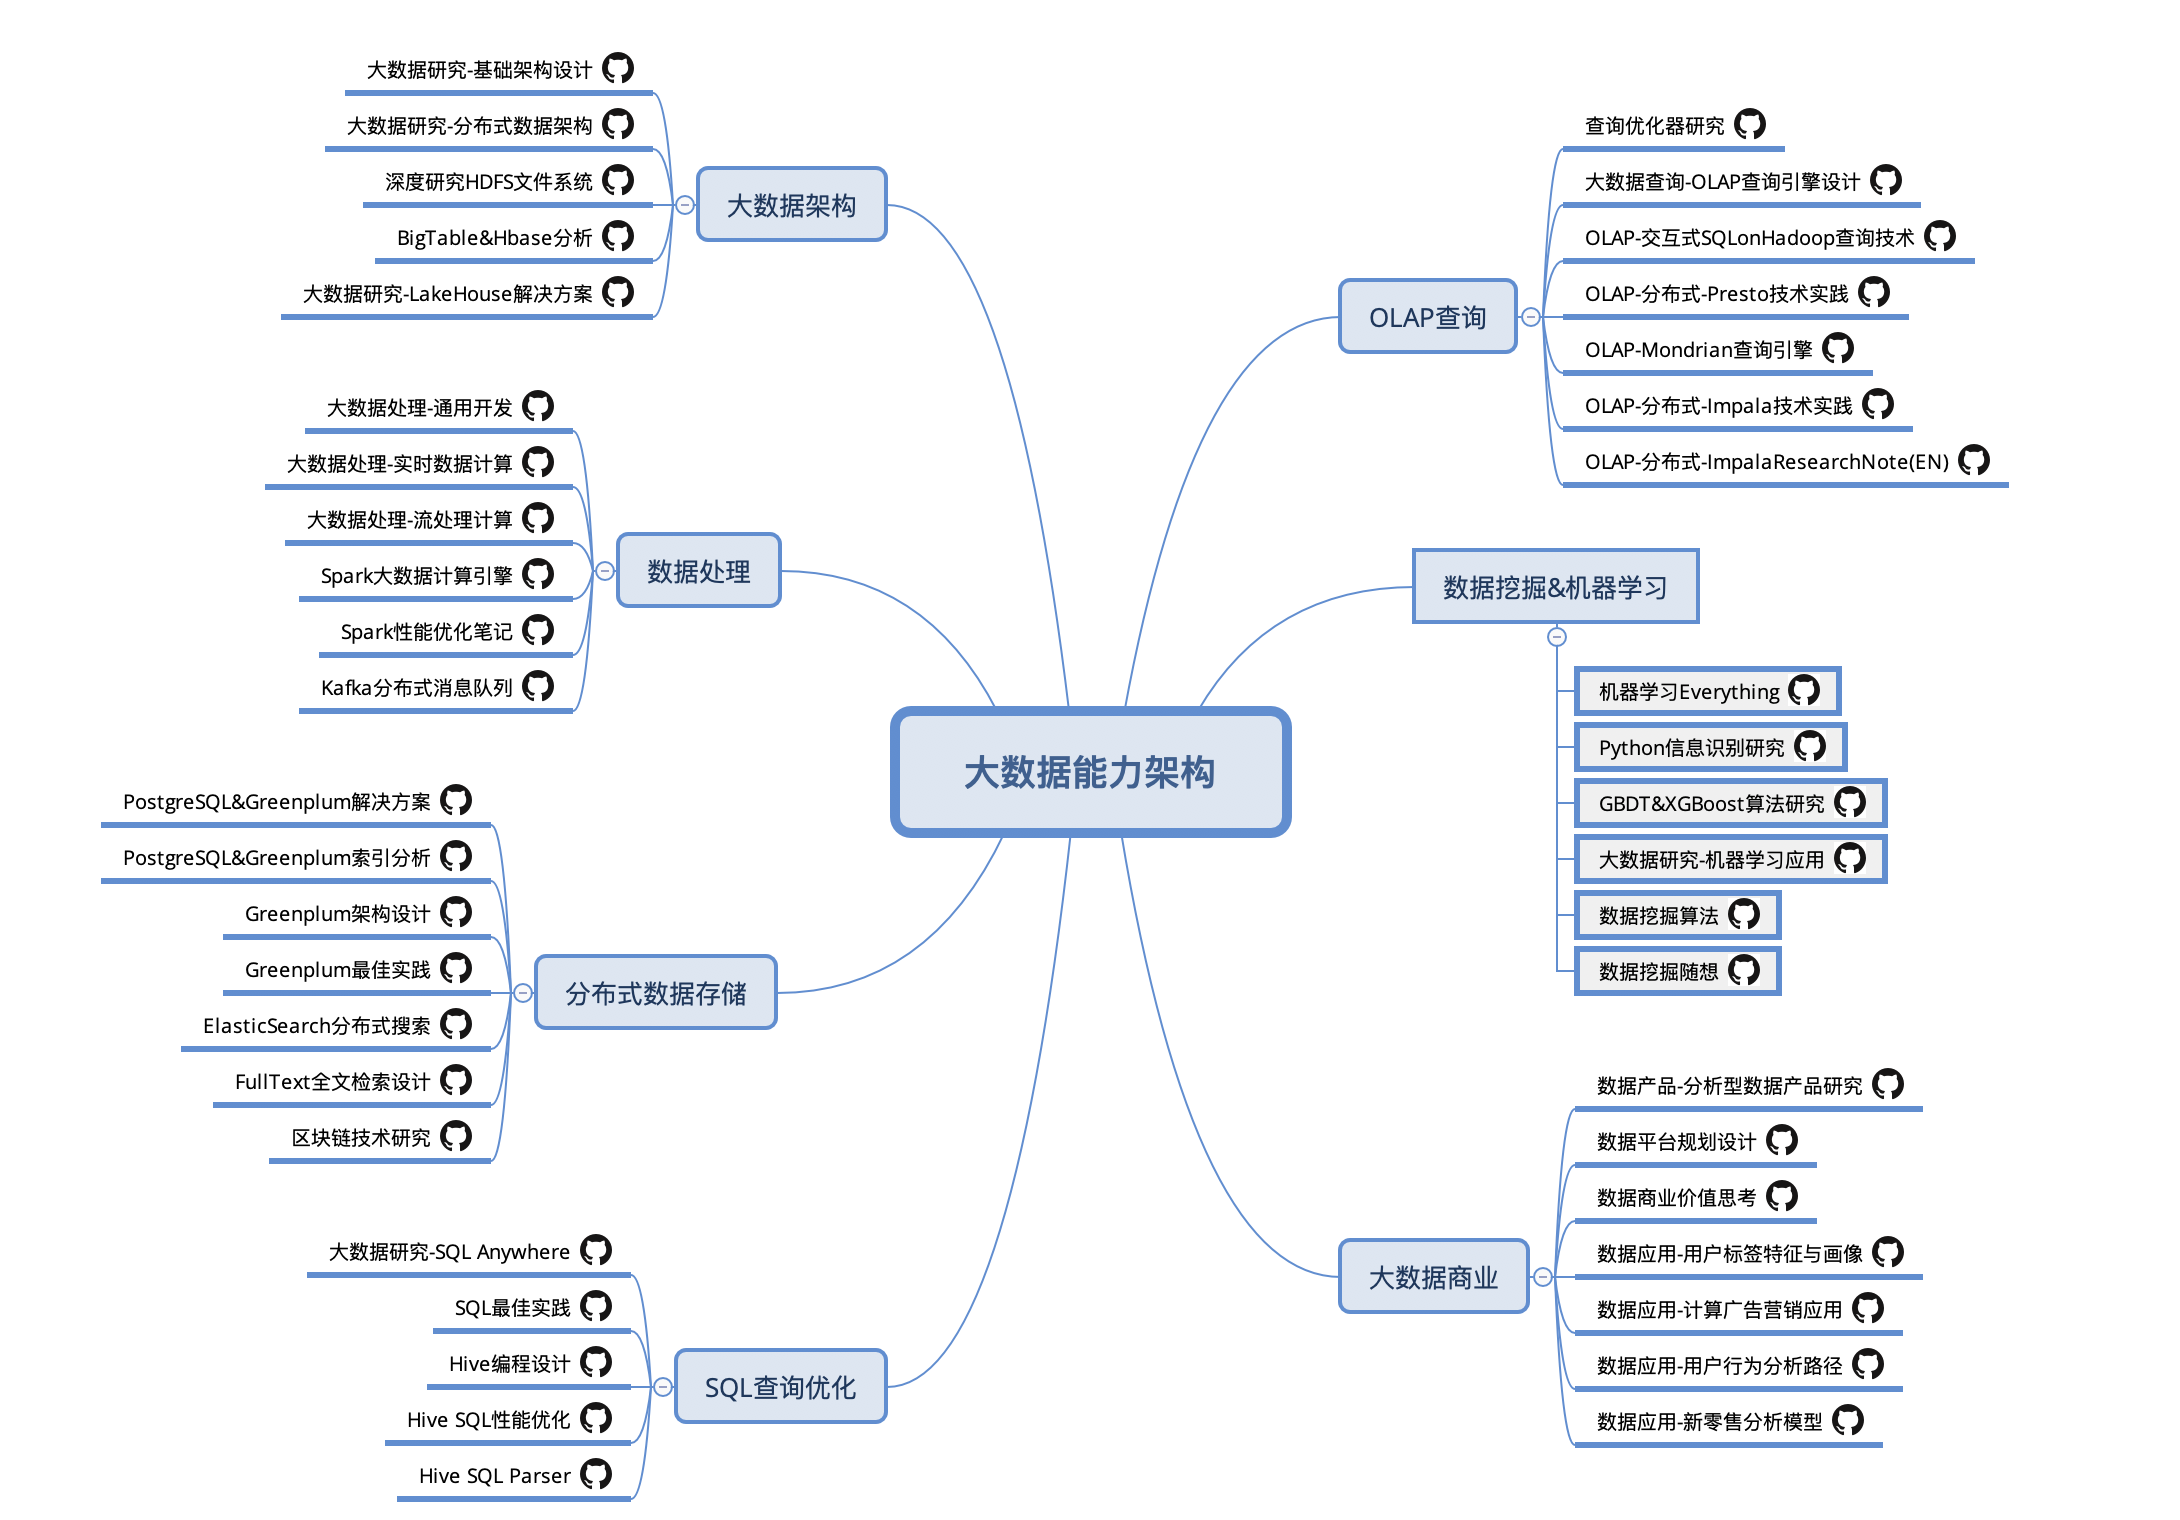 大数据能力架构
大数据架构
大数据研究-基础架构设计
大数据研究-分布式数据架构
深度研究HDFS文件系统
BigTable&Hbase分析
大数据研究-LakeHouse解决方案
数据处理
大数据处理-通用开发
大数据处理-实时数据计算
大数据处理-流处理计算
Spark大数据计算引擎
Spark性能优化笔记
Kafka分布式消息队列
分布式数据存储
PostgreSQL&Greenplum解决方案
PostgreSQL&Greenplum索引分析
Greenplum架构设计
Greenplum最佳实践
ElasticSearch分布式搜索
FullText全文检索设计
区块链技术研究
SQL查询优化
大数据研究-SQL Anywhere
SQL最佳实践
Hive编程设计
Hive SQL性能优化
Hive SQL Parser
OLAP查询
查询优化器研究
大数据查询-OLAP查询引擎设计
OLAP-交互式SQLonHadoop查询技术
OLAP-分布式-Presto技术实践
OLAP-Mondrian查询引擎
OLAP-分布式-Impala技术实践
OLAP-分布式-ImpalaResearchNote(EN)
数据挖掘&机器学习
机器学习Everything
Python信息识别研究
GBDT&XGBoost算法研究
大数据研究-机器学习应用
数据挖掘算法
数据挖掘随想
大数据商业
数据产品-分析型数据产品研究
数据平台规划设计
数据商业价值思考
数据应用-用户标签特征与画像
数据应用-计算广告营销应用
数据应用-用户行为分析路径
数据应用-新零售分析模型